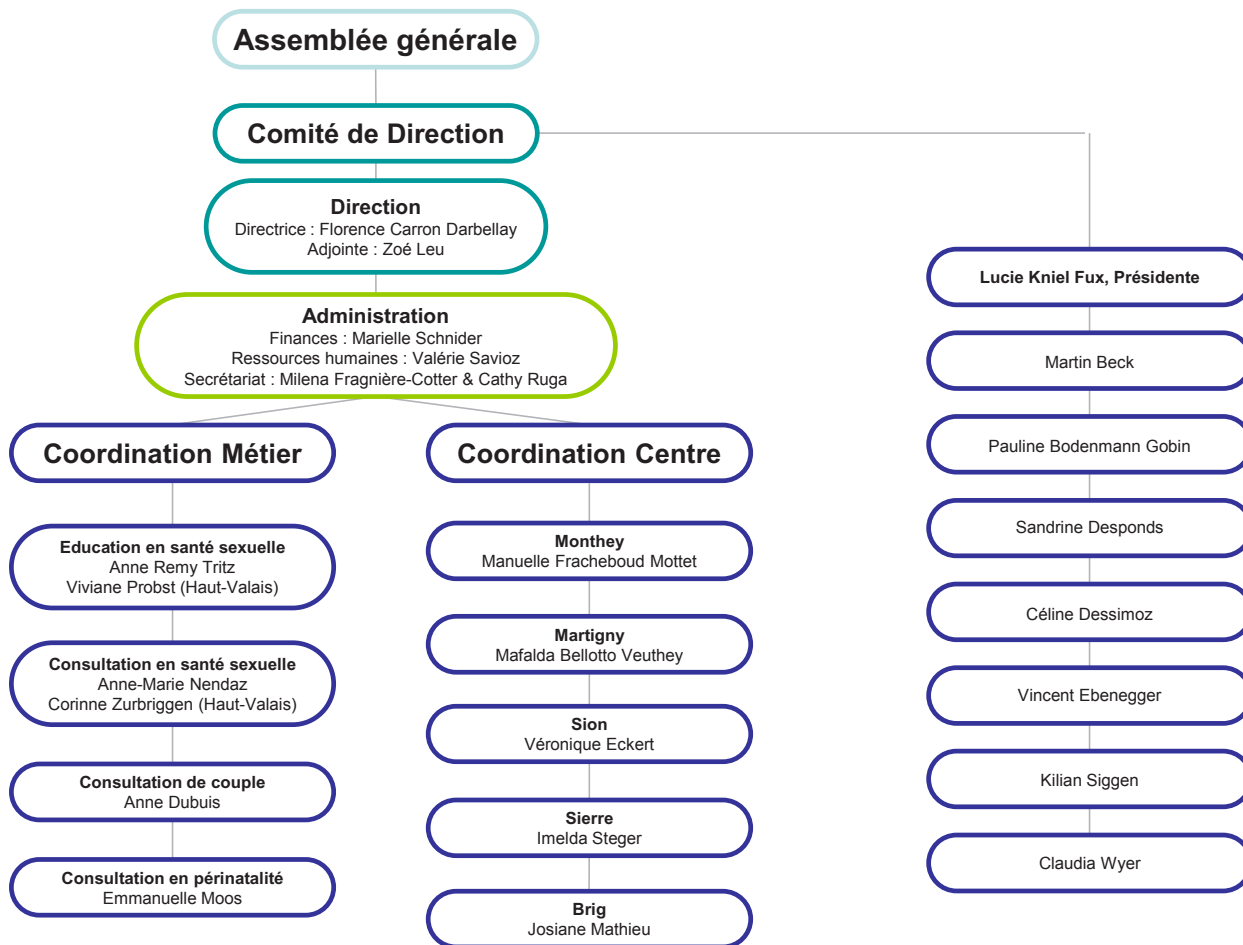 Assemblée générale
Comité de Direction
Direction
Directrice : Florence Carron Darbellay
Adjointe : Zoé Leu
Administration
Finances : Marielle Schnider
Ressources humaines : Valérie Savioz
Secrétariat : Milena Fragnière-Cotter & Cathy Ruga
Coordination Métier
Education en santé sexuelle
Anne Remy Tritz
Viviane Probst (Haut-Valais)
Consultation en santé sexuelle
Anne-Marie Nendaz
Corinne Zurbriggen (Haut-Valais)
Consultation de couple
Anne Dubuis
Consultation en périnatalité
Emmanuelle Moos
Coordination Centre
Monthey
Manuelle Fracheboud Mottet
Martigny
Mafalda Bellotto Veuthey
Sion
Véronique Eckert
Sierre
Imelda Steger
Brig
Josiane Mathieu
Lucie Kniel Fux, Présidente
Martin Beck
Pauline Bodenmann Gobin
Sandrine Desponds
Céline Dessimoz
Vincent Ebenegger
Kilian Siggen
Claudia Wyer